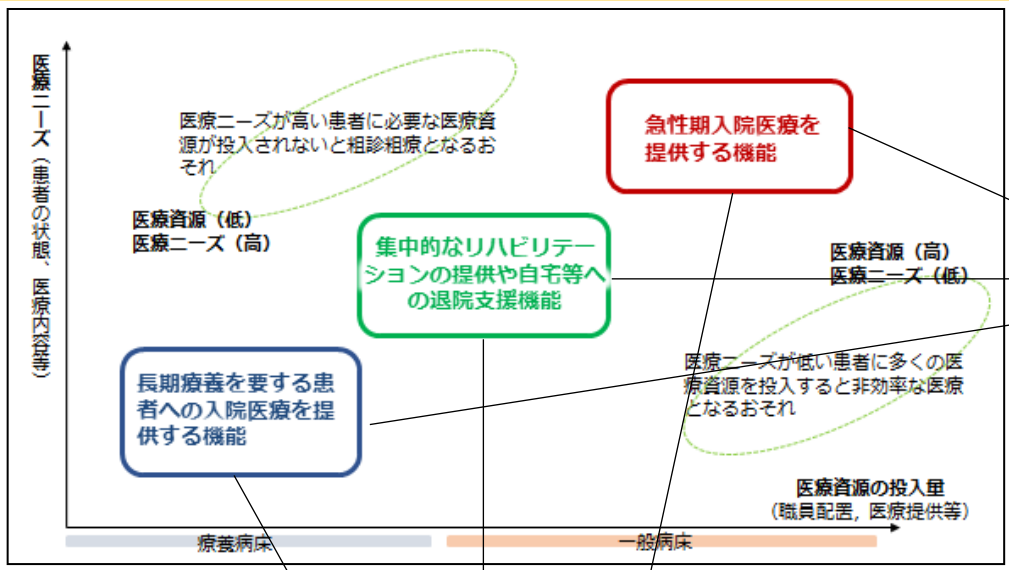 医療ニーズ（患者の状態、医療内容等）
医療ニーズが高い患者に必要な医療資
源が投入されないと粗診粗療となるお
それ
急性期入院医療を
提供する機能
医療資源（低）
医療ニーズ（高）
集中的なリハビリテー
ションの提供や自宅等へ
の退院支援機能
医療資源（高）
医療ニーズ（低）
長期療養を要する患
者への入院医療を提
供する機能
医療ニーズが低い患者に多くの医
療資源を投入すると非効率な医療
となるおそれ
医療資源の投入量
（職員配置, 医療提供等）
療養病床
一般病床